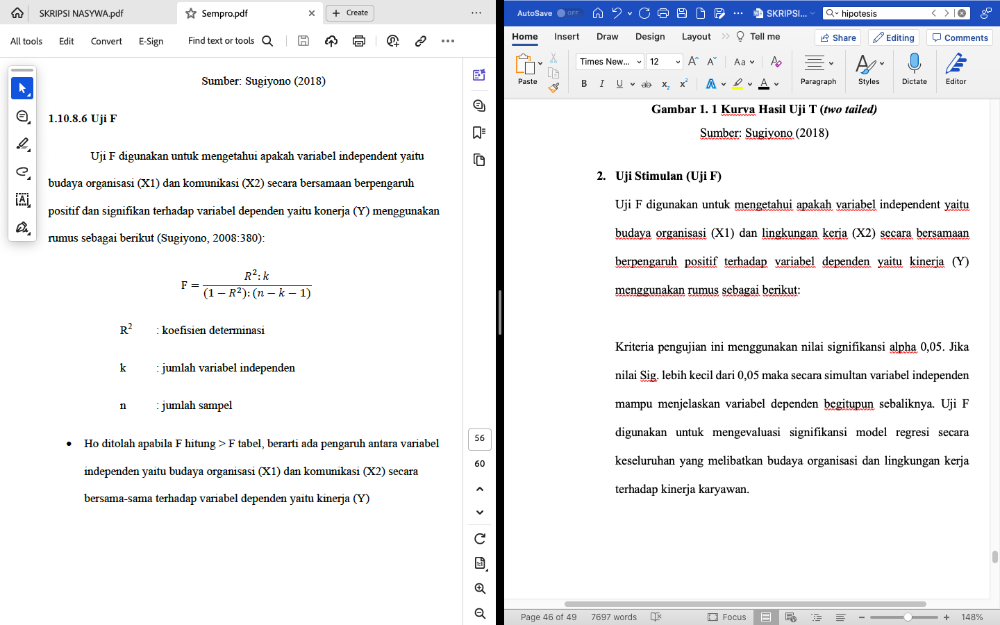 SKRIPSI NASYWA.pdf
Sempro.pdf
Create
All tools Edit Convert E-Sign Find text or tools
Sumber: Sugiyono (2018)
1.10.8.6 Uji F
Uji F digunakan untuk mengetahui apakah variabel independent yaitu
budaya organisasi (X1) dan komunikasi (X2) secara bersamaan berpengaruh
positif dan signifikan terhadap variabel dependen yaitu konerja (Y) menggunakan
rumus sebagai berikut (Sugiyono, 2008:380):
F = R²: k / (1 − R²): (n − k − 1)
R² : koefisien determinasi
k : jumlah variabel independen
n : jumlah sampel
• Ho ditolah apabila F hitung > F tabel, berarti ada pengaruh antara variabel
independen yaitu budaya organisasi (X1) dan komunikasi (X2) secara
bersama-sama terhadap variabel dependen yaitu kinerja (Y)
56
60
1:1
AutoSave OFF
SKRIPSI...
hipotesis
Home Insert Draw Design Layout Tell me
Share Editing Comments
Paste
Times New... 12
Aa
B I U ab x₂ x² A A
Paragraph
Styles
Dictate
Editor
Gambar 1. 1 Kurva Hasil Uji T (two tailed)
Sumber: Sugiyono (2018)
2. Uji Stimulan (Uji F)
Uji F digunakan untuk mengetahui apakah variabel independent yaitu
budaya organisasi (X1) dan lingkungan kerja (X2) secara bersamaan
berpengaruh positif terhadap variabel dependen yaitu kinerja (Y)
menggunakan rumus sebagai berikut:
Kriteria pengujian ini menggunakan nilai signifikansi alpha 0,05. Jika
nilai Sig. lebih kecil dari 0,05 maka secara simultan variabel independen
mampu menjelaskan variabel dependen begitupun sebaliknya. Uji F
digunakan untuk mengevaluasi signifikansi model regresi secara
keseluruhan yang melibatkan budaya organisasi dan lingkungan kerja
terhadap kinerja karyawan.
Page 46 of 49 7697 words Focus 148%